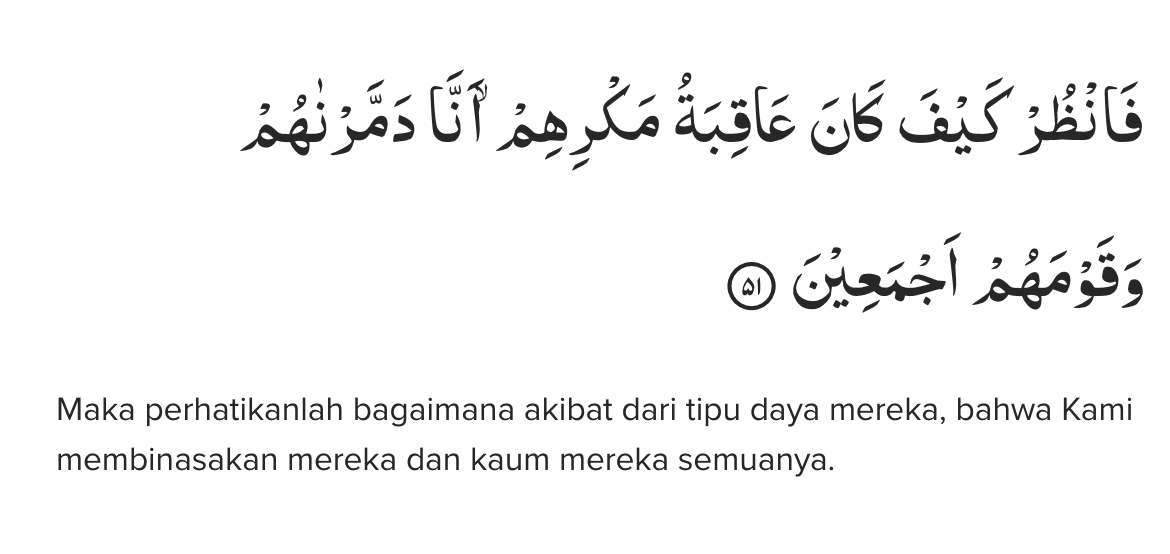 فَانْظُرْ كَيْفَ كَانَ عَاقِبَةُ مَكْرِهِمْ اَنَّا دَمَّرْنٰهُمْ
وَقَوْمَهُمْ اَجْمَعِيْنَ ۵۱
Maka perhatikanlah bagaimana akibat dari tipu daya mereka, bahwa Kami
membinasakan mereka dan kaum mereka semuanya.